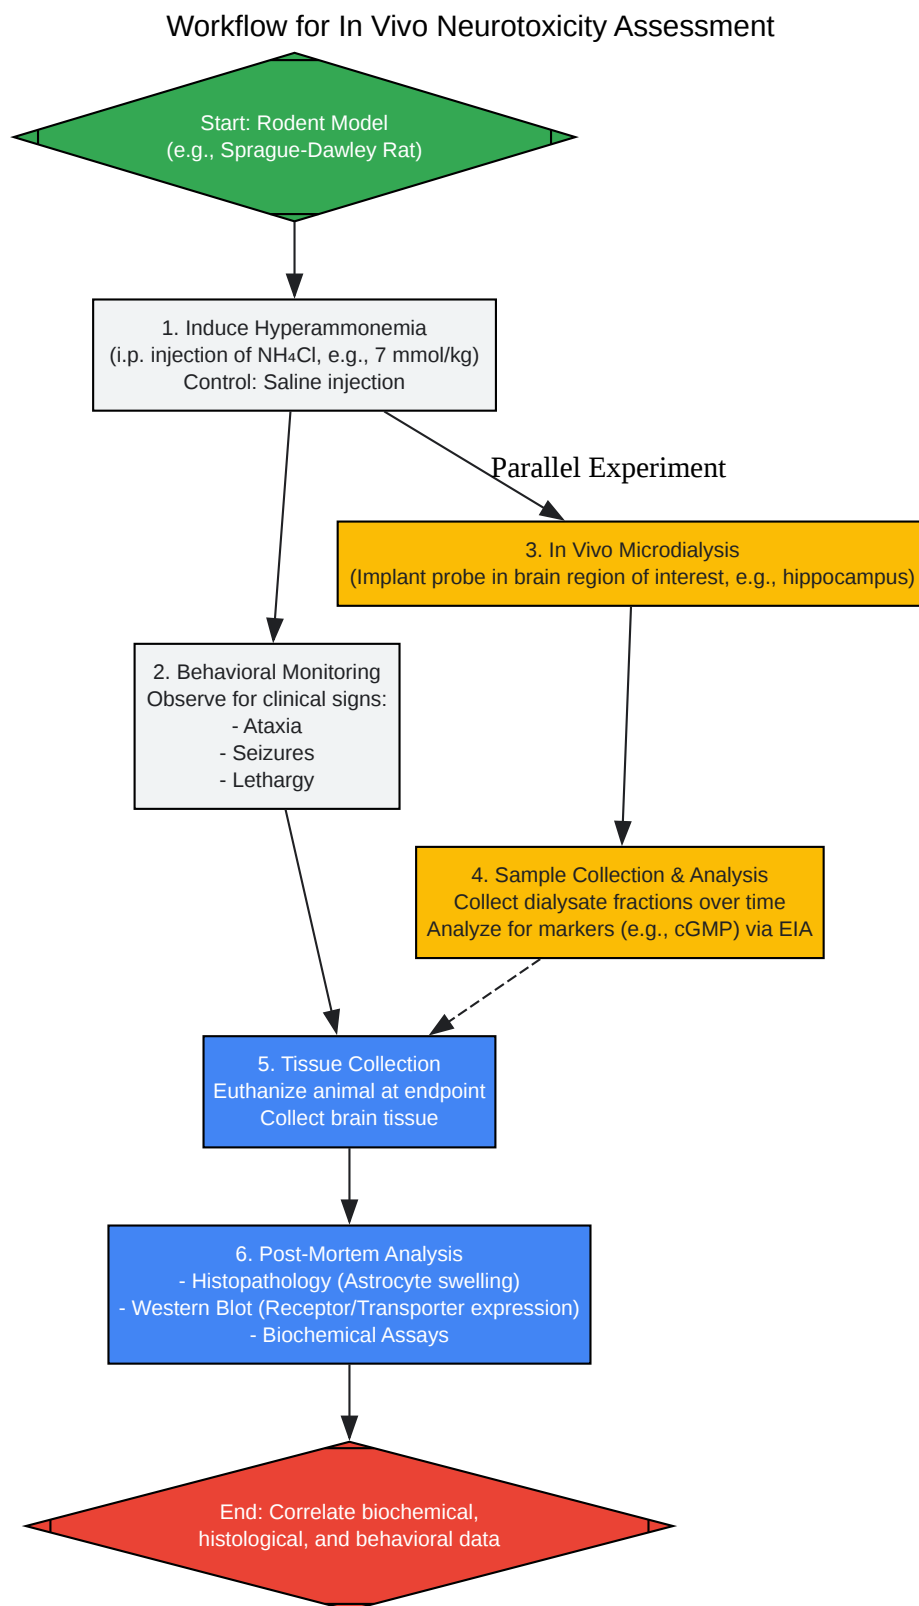 Workflow for In Vivo Neurotoxicity Assessment
Start: Rodent Model
(e.g., Sprague-Dawley Rat)
1. Induce Hyperammonemia
(i.p. injection of NH₄Cl, e.g., 7 mmol/kg)
Control: Saline injection
Parallel Experiment
3. In Vivo Microdialysis
(Implant probe in brain region of interest, e.g., hippocampus)
2. Behavioral Monitoring
Observe for clinical signs:
- Ataxia
- Seizures
- Lethargy
4. Sample Collection & Analysis
Collect dialysate fractions over time
Analyze for markers (e.g., cGMP) via EIA
5. Tissue Collection
Euthanize animal at endpoint
Collect brain tissue
6. Post-Mortem Analysis
- Histopathology (Astrocyte swelling)
- Western Blot (Receptor/Transporter expression)
- Biochemical Assays
End: Correlate biochemical,
histological, and behavioral data